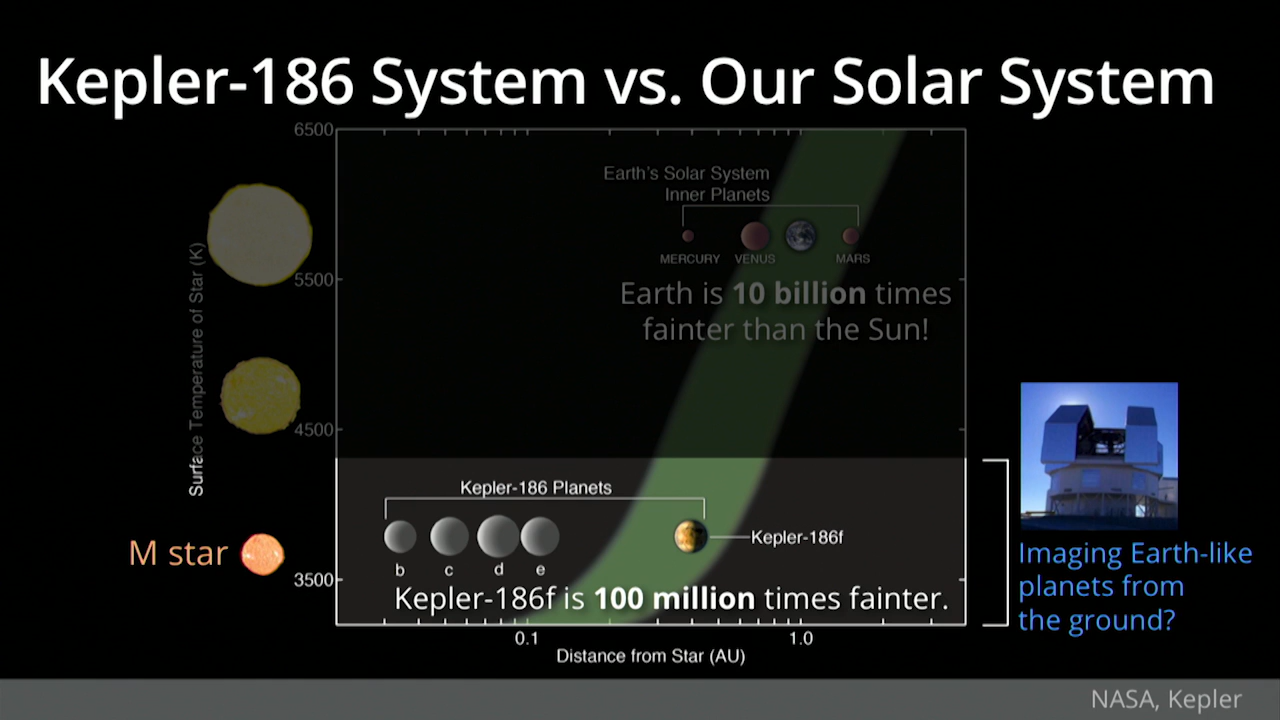 Kepler-186 System vs. Our Solar System
6500
Earth's Solar System
Inner Planets
MERCURY VENUS MARS
Surface Temperature of Star (K)
5500
Earth is 10 billion times
fainter than the Sun!
4500
Kepler-186 Planets
Kepler-186f
M star
b c d e
3500
Kepler-186f is 100 million times fainter.
0.1 1.0
Distance from Star (AU)
Imaging Earth-like
planets from
the ground?
NASA, Kepler